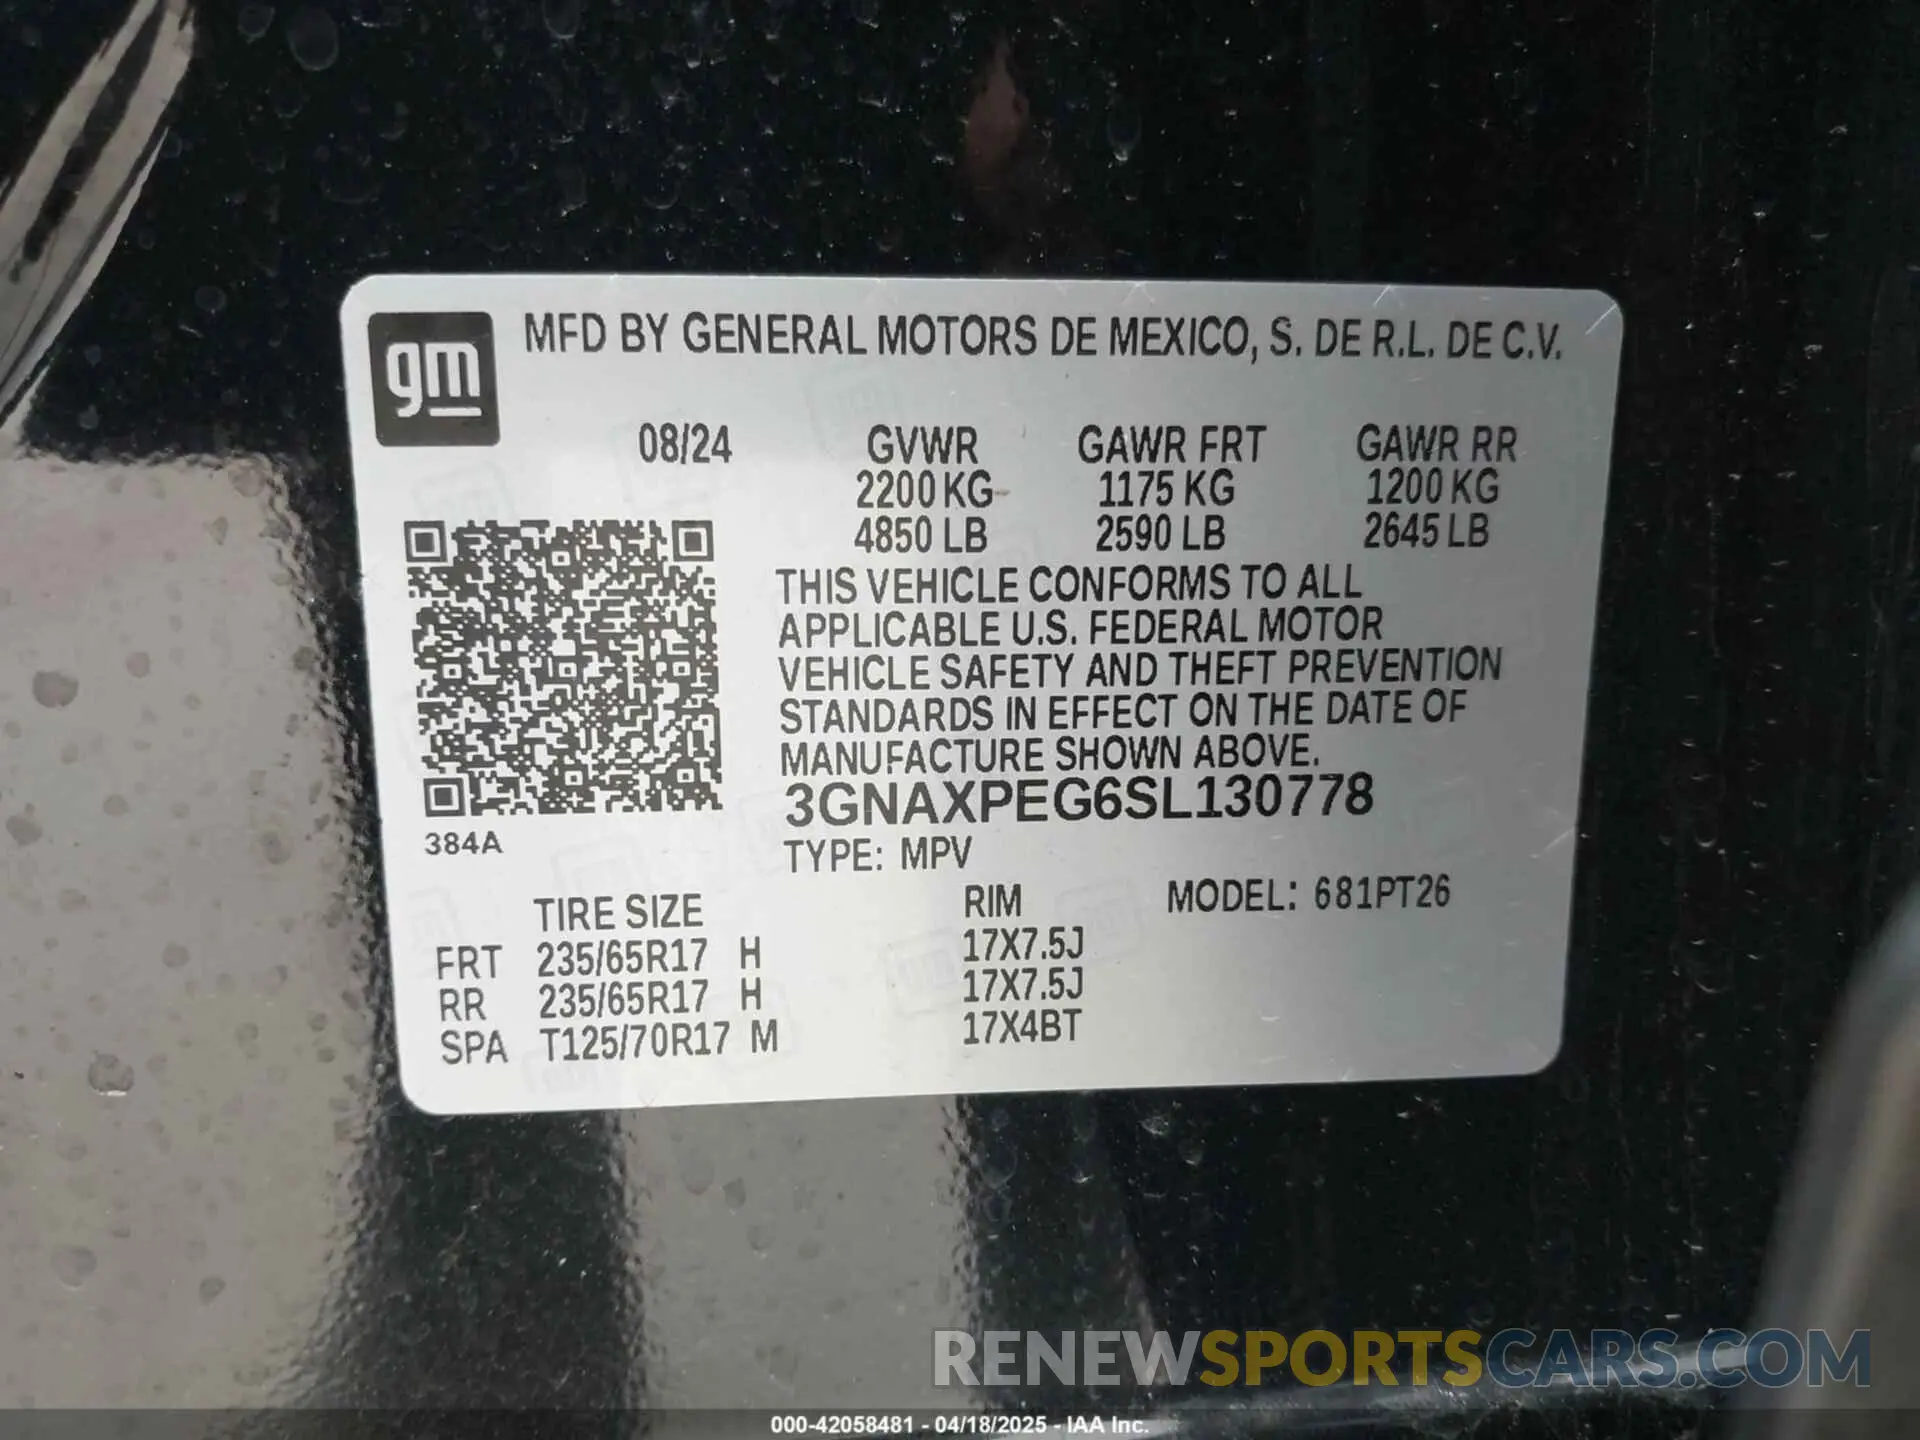 gm
MFD BY GENERAL MOTORS DE MEXICO, S. DE R.L. DE C.V.
08/24 GVWR GAWR FRT GAWR RR
2200 KG 1175 KG 1200 KG
4850 LB 2590 LB 2645 LB
THIS VEHICLE CONFORMS TO ALL
APPLICABLE U.S. FEDERAL MOTOR
VEHICLE SAFETY AND THEFT PREVENTION
STANDARDS IN EFFECT ON THE DATE OF
MANUFACTURE SHOWN ABOVE.
3GNAXPEG6SL130778
384A
TYPE: MPV
TIRE SIZE RIM MODEL: 681PT26
FRT 235/65R17 H 17X7.5J
RR 235/65R17 H 17X7.5J
SPA T125/70R17 M 17X4BT
RENEWSPORTSCARS.COM
000-42058481 - 04/18/2025 - IAA Inc.